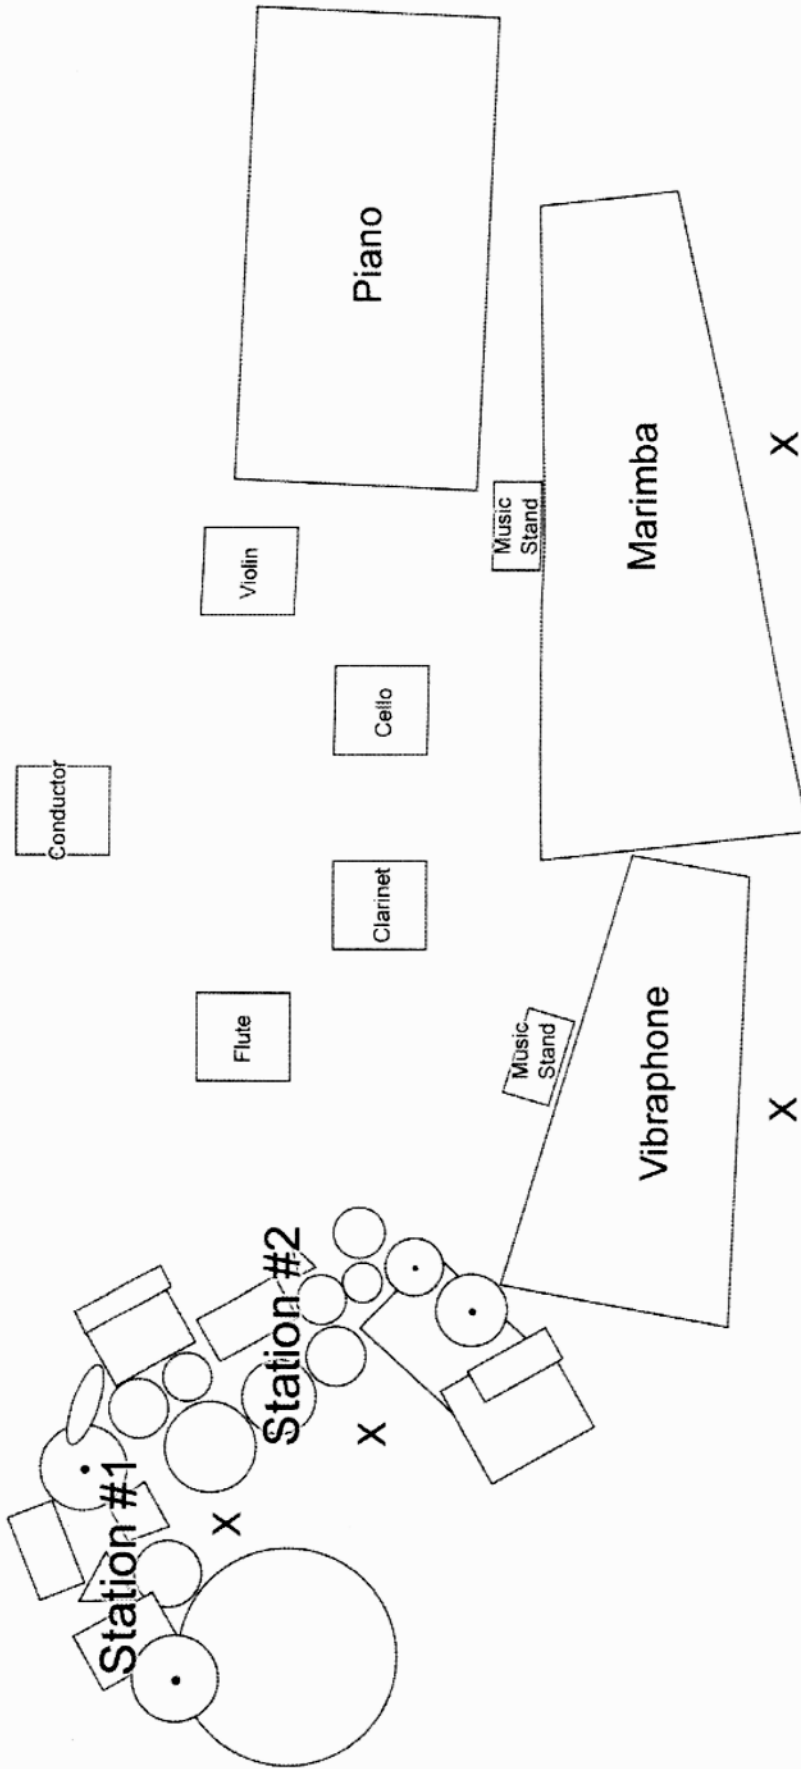 Piano
Marimba
X
Music
Stand
Violin
Cello
Conductor
Clarinet
Flute
Music
Stand
Vibraphone
X
Station #2
X
Station #1
X